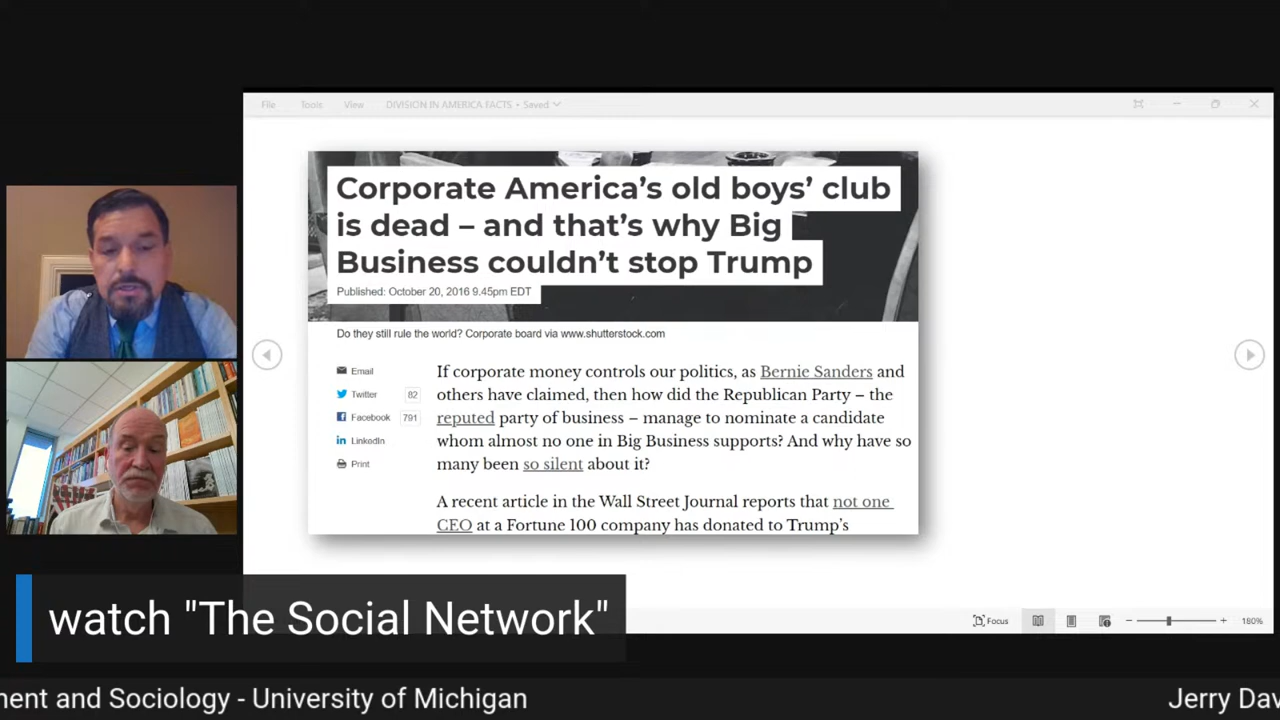 File Tools View DIVISION IN AMERICA FACTS • Saved
Corporate America's old boys' club
is dead – and that's why Big
Business couldn't stop Trump
Published: October 20, 2016 9.45pm EDT
Do they still rule the world? Corporate board via www.shutterstock.com
Email
Twitter 82
Facebook 791
LinkedIn
Print
If corporate money controls our politics, as Bernie Sanders and
others have claimed, then how did the Republican Party – the
reputed party of business – manage to nominate a candidate
whom almost no one in Big Business supports? And why have so
many been so silent about it?
A recent article in the Wall Street Journal reports that not one
CEO at a Fortune 100 company has donated to Trump's
Focus 180%
watch "The Social Network"
nent and Sociology - University of Michigan Jerry Dav